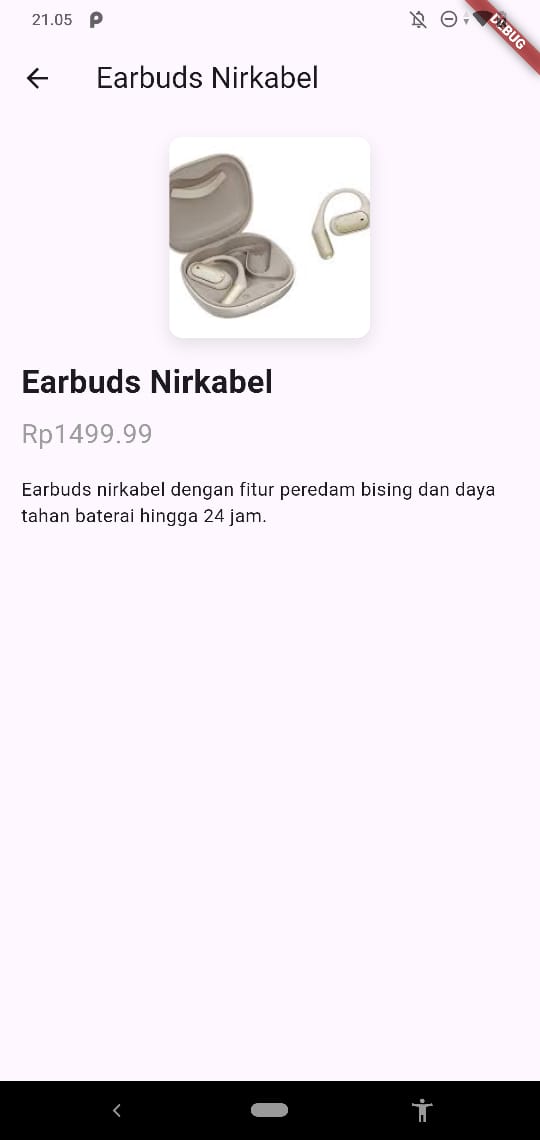 21.05
DEBUG
Earbuds Nirkabel
Earbuds Nirkabel
Rp1499.99
Earbuds nirkabel dengan fitur peredam bising dan daya
tahan baterai hingga 24 jam.